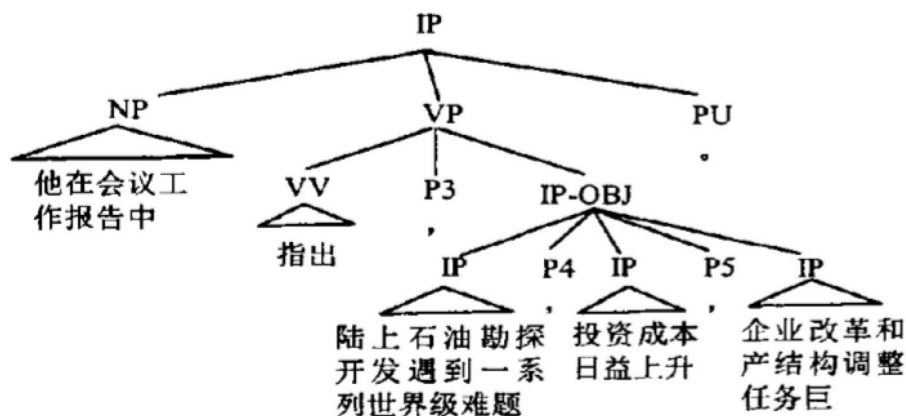 IP
NP VP PU
他在会议工
作报告中
VV P3 IP-OBJ 。
指出 ，
IP P4 IP P5 IP
陆上石油勘探
开发遇到一系
列世界级难题
，
投资成本
日益上升
，
企业改革和
产结构调整
任务巨